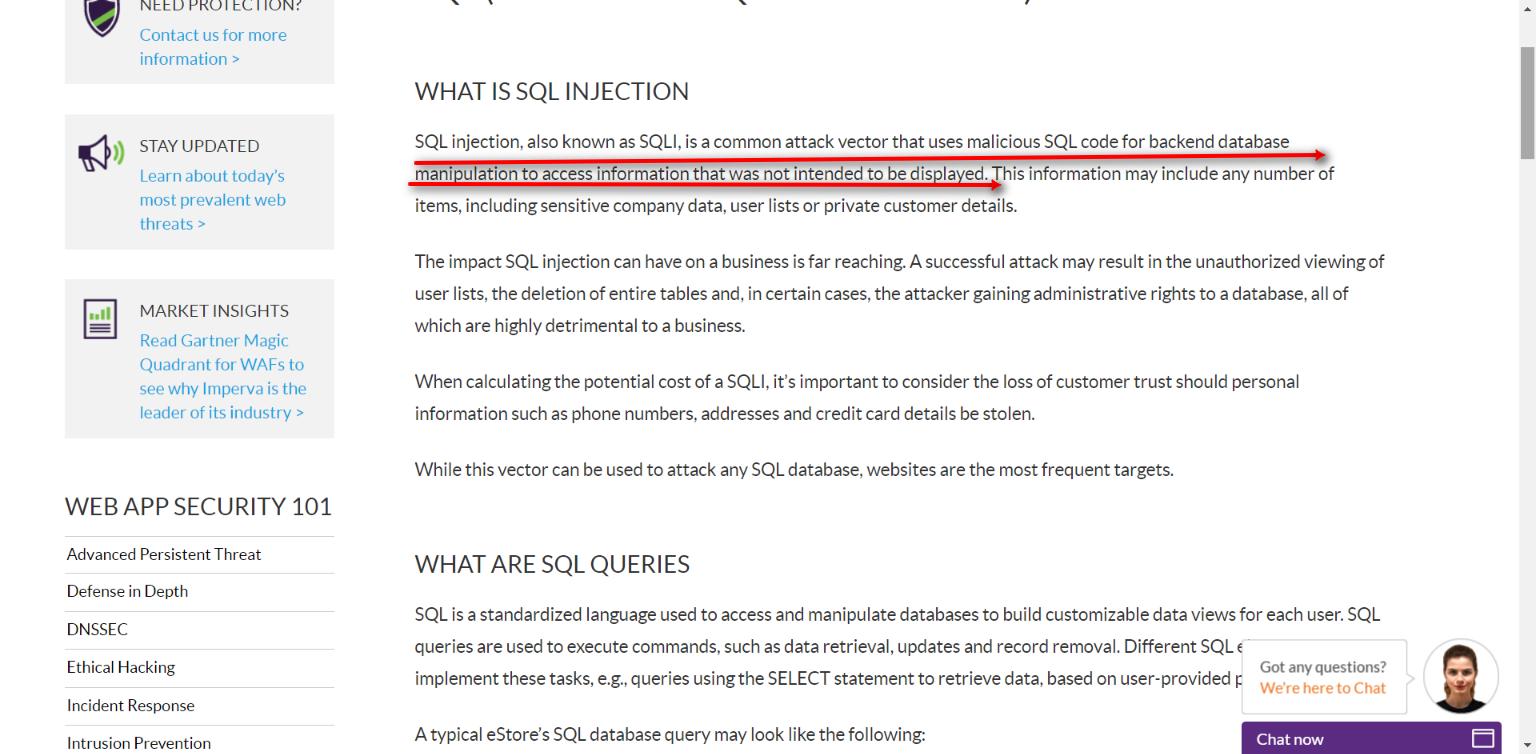 NEED PROTECTION?
Contact us for more
information >
STAY UPDATED
Learn about today's
most prevalent web
threats >
MARKET INSIGHTS
Read Gartner Magic
Quadrant for WAFs to
see why Imperva is the
leader of its industry >
WEB APP SECURITY 101
Advanced Persistent Threat
Defense in Depth
DNSSEC
Ethical Hacking
Incident Response
Intrusion Prevention
WHAT IS SQL INJECTION
SQL injection, also known as SQLI, is a common attack vector that uses malicious SQL code for backend database
manipulation to access information that was not intended to be displayed. This information may include any number of
items, including sensitive company data, user lists or private customer details.
The impact SQL injection can have on a business is far reaching. A successful attack may result in the unauthorized viewing of
user lists, the deletion of entire tables and, in certain cases, the attacker gaining administrative rights to a database, all of
which are highly detrimental to a business.
When calculating the potential cost of a SQLI, it's important to consider the loss of customer trust should personal
information such as phone numbers, addresses and credit card details be stolen.
While this vector can be used to attack any SQL database, websites are the most frequent targets.
WHAT ARE SQL QUERIES
SQL is a standardized language used to access and manipulate databases to build customizable data views for each user. SQL
queries are used to execute commands, such as data retrieval, updates and record removal. Different SQL
implement these tasks, e.g., queries using the SELECT statement to retrieve data, based on user-provided
A typical eStore's SQL database query may look like the following:
Got any questions?
We're here to Chat
Chat now